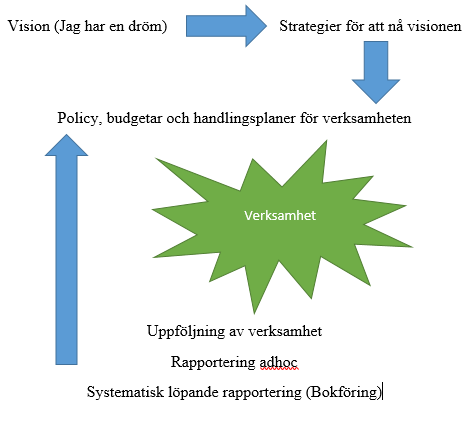 Vision (Jag har en dröm)
Strategier för att nå visionen
Policy, budgetar och handlingsplaner för verksamheten
Verksamhet
Uppföljning av verksamhet
Rapportering adhoc
Systematisk löpande rapportering (Bokföring)